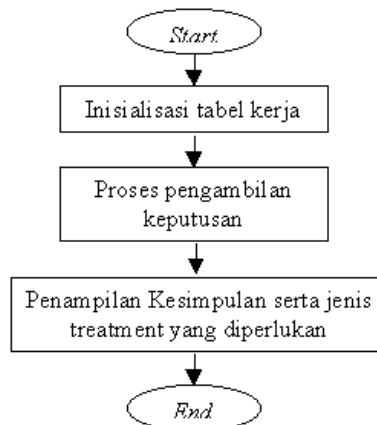 Start
Inisialisasi tabel kerja
Proses pengambilan
keputusan
Penampilan Kesimpulan serta jenis
treatment yang diperlukan
End